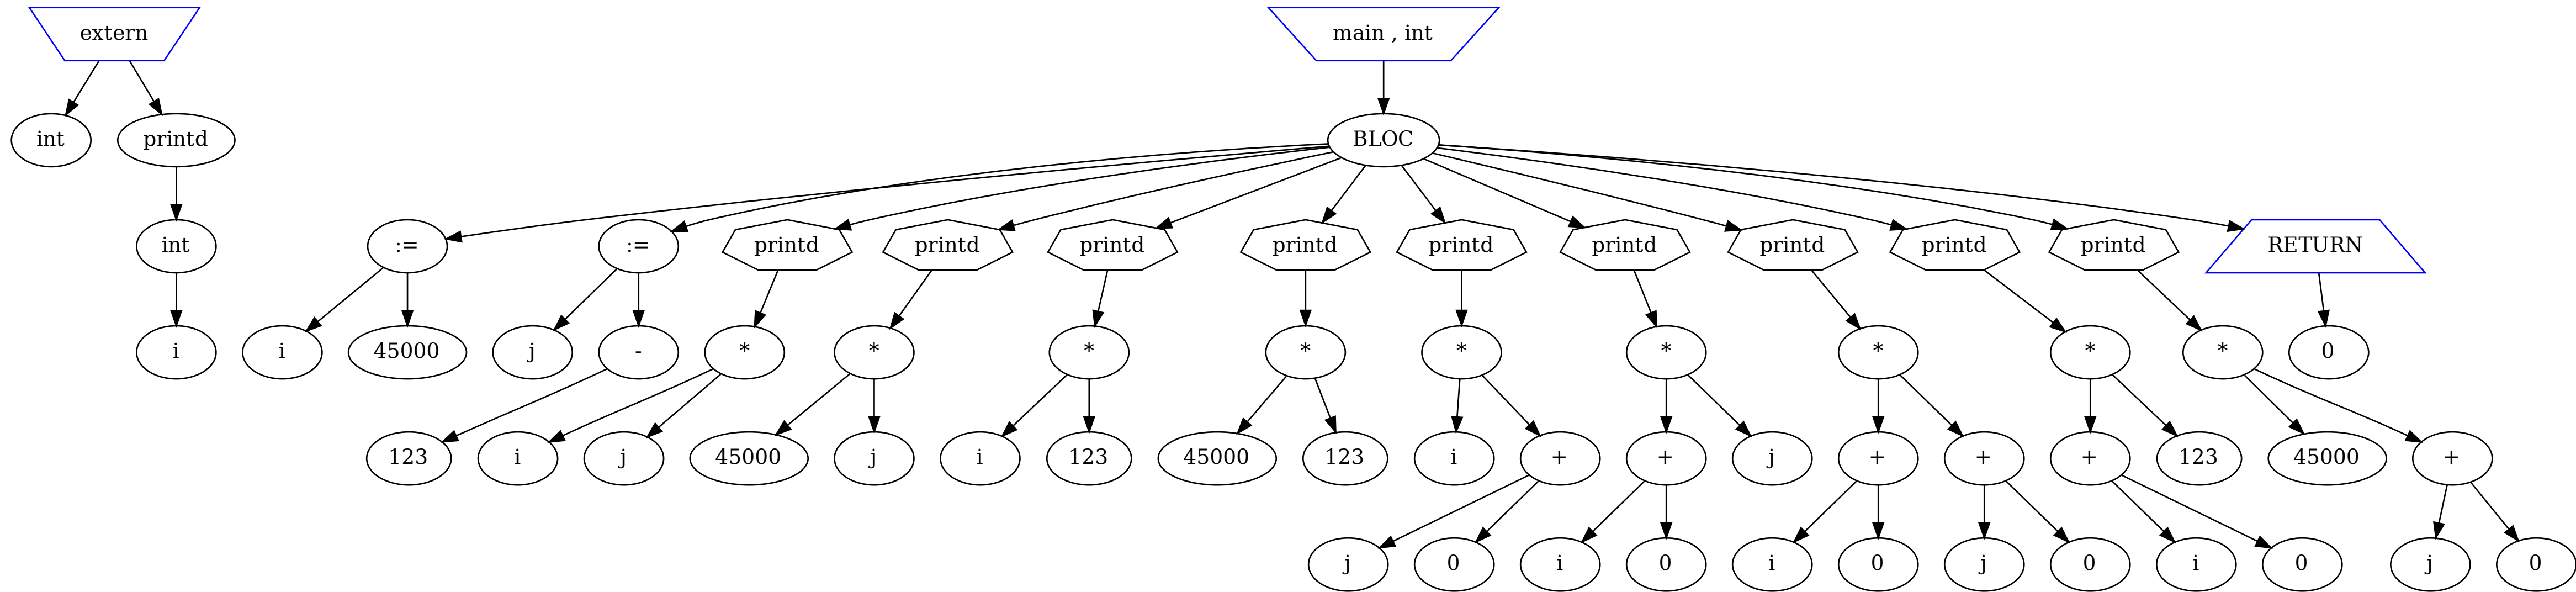 extern
main , int
int
printd
BLOC
int
:=
:=
printd
printd
printd
printd
printd
printd
printd
printd
printd
RETURN
i
i
45000
j
-
*
*
*
*
*
*
*
*
*
0
123
i
j
45000
j
i
123
45000
123
i
+
+
j
+
+
+
123
45000
+
j
0
i
0
i
0
j
0
i
0
j
0